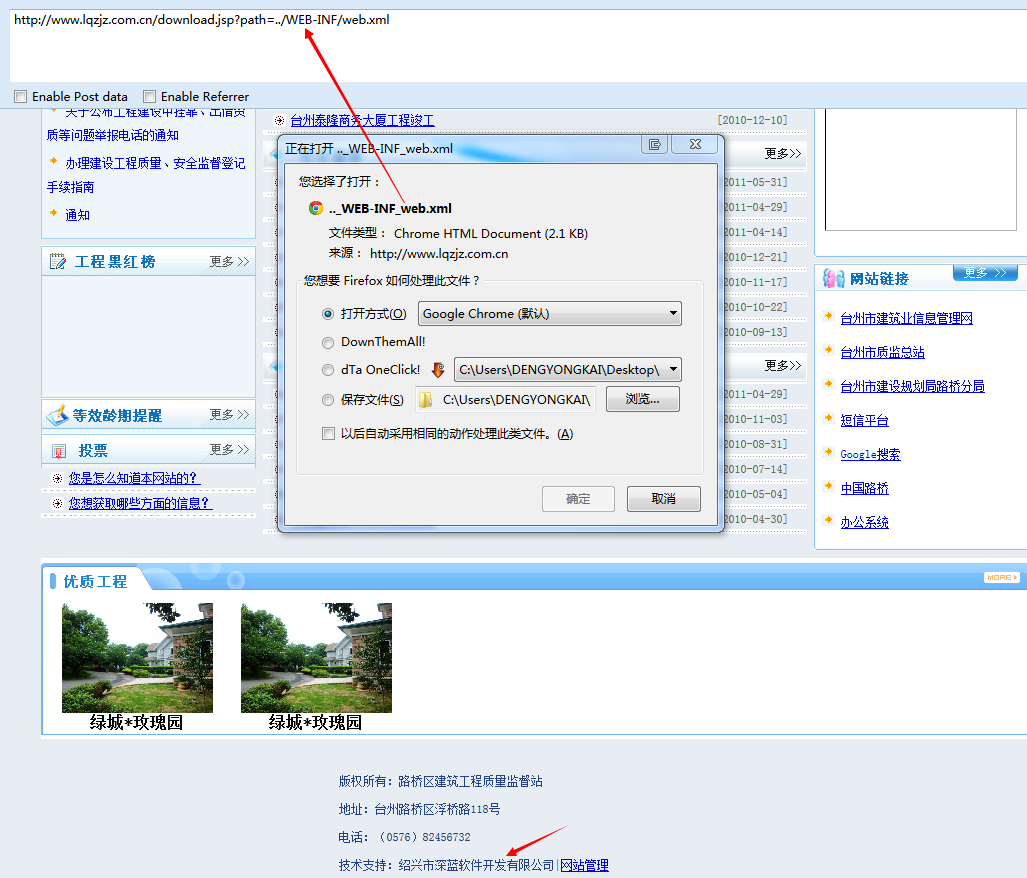 http://www.lqzjz.com.cn/download.jsp?path=../WEB-INF/web.xml
Enable Post data
Enable Referrer
关于公布工程建设中挂靠、出借资
质等问题举报电话的通知
办理建设工程质量、安全监督登记
手续指南
通知
工程黑红榜
更多 >>
等效龄期提醒
更多 >>
投票
更多 >>
您是怎么知道本网站的？
您想获取哪些方面的信息？
台州泰隆商务大厦工程竣工
[2010-12-10]
更多>>
2011-05-31]
2011-04-29]
2011-04-14]
2010-12-21]
2010-11-17]
2010-10-22]
2010-09-13]
更多>>
2011-04-29]
2010-11-03]
2010-08-31]
2010-07-14]
2010-05-04]
2010-04-30]
正在打开 .._WEB-INF_web.xml
您选择了打开：
.._WEB-INF_web.xml
文件类型： Chrome HTML Document (2.1 KB)
来源： http://www.lqzjz.com.cn
您想要 Firefox 如何处理此文件？
打开方式(O)
Google Chrome (默认)
DownThemAll!
dTa OneClick!
C:\Users\DENGYONGKAI\Desktop\
保存文件(S)
C:\Users\DENGYONGKAI\
浏览...
以后自动采用相同的动作处理此类文件。(A)
确定
取消
网站链接
更多 >>
台州市建筑业信息管理网
台州市质监总站
台州市建设规划局路桥分局
短信平台
Google搜索
中国路桥
办公系统
优质工程
MORE
绿城*玫瑰园
绿城*玫瑰园
版权所有：路桥区建筑工程质量监督站
地址：台州路桥区浮桥路118号
电话：（0576）82456732
技术支持：绍兴市深蓝软件开发有限公司|网站管理